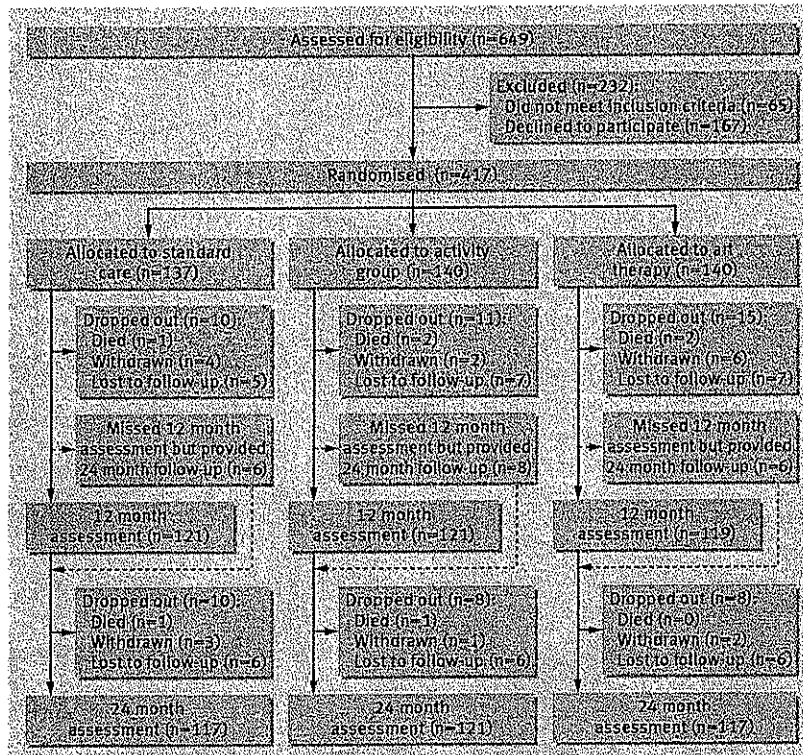 Assessed for eligibility (n=649)
Excluded (n=232):
Did not meet inclusion criteria (n=65)
Declined to participate (n=167)
Randomised (n=417)
Allocated to standard
care (n=137)
Dropped out (n=10):
Died (n=1)
Withdrawn (n=4)
Lost to follow-up (n=5)
Missed 12 month
assessment but provided
24 month follow-up (n=6)
12 month
assessment (n=121)
Dropped out (n=10):
Died (n=1)
Withdrawn (n=3)
Lost to follow-up (n=6)
24 month
assessment (n=117)
Allocated to activity
group (n=140)
Dropped out (n=11):
Died (n=2)
Withdrawn (n=2)
Lost to follow-up (n=7)
Missed 12 month
assessment but provided
24 month follow-up (n=8)
12 month
assessment (n=121)
Dropped out (n=8):
Died (n=1)
Withdrawn (n=1)
Lost to follow-up (n=6)
24 month
assessment (n=121)
Allocated to art
therapy (n=140)
Dropped out (n=15):
Died (n=2)
Withdrawn (n=6)
Lost to follow-up (n=7)
Missed 12 month
assessment but provided
24 month follow-up (n=6)
12 month
assessment (n=119)
Dropped out (n=8):
Died (n=0)
Withdrawn (n=2)
Lost to follow-up (n=6)
24 month
assessment (n=117)